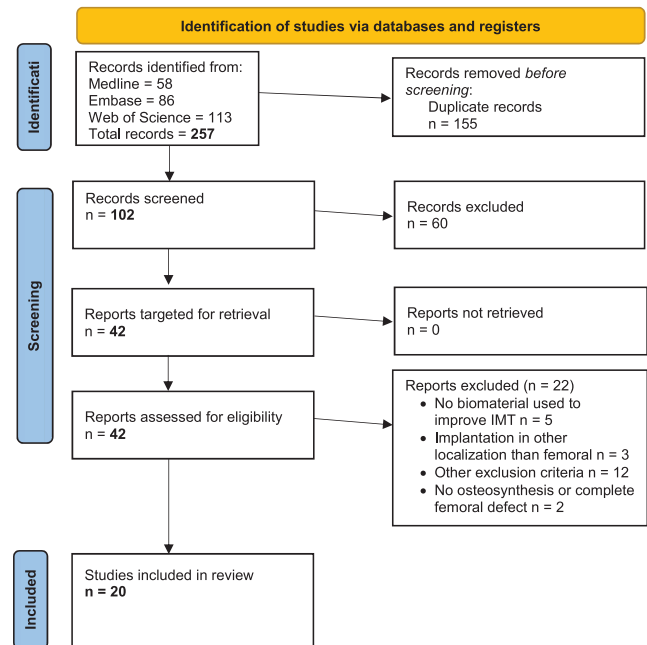 Identification of studies via databases and registers
Identificati
Records identified from:
Medline = 58
Embase = 86
Web of Science = 113
Total records = 257
Records removed before
screening:
Duplicate records
n = 155
Screening
Records screened
n = 102
Records excluded
n = 60
Reports targeted for retrieval
n = 42
Reports not retrieved
n = 0
Reports assessed for eligibility
n = 42
Reports excluded (n = 22)
• No biomaterial used to
improve IMT n = 5
• Implantation in other
localization than femoral n = 3
• Other exclusion criteria n = 12
• No osteosynthesis or complete
femoral defect n = 2
Included
Studies included in review
n = 20